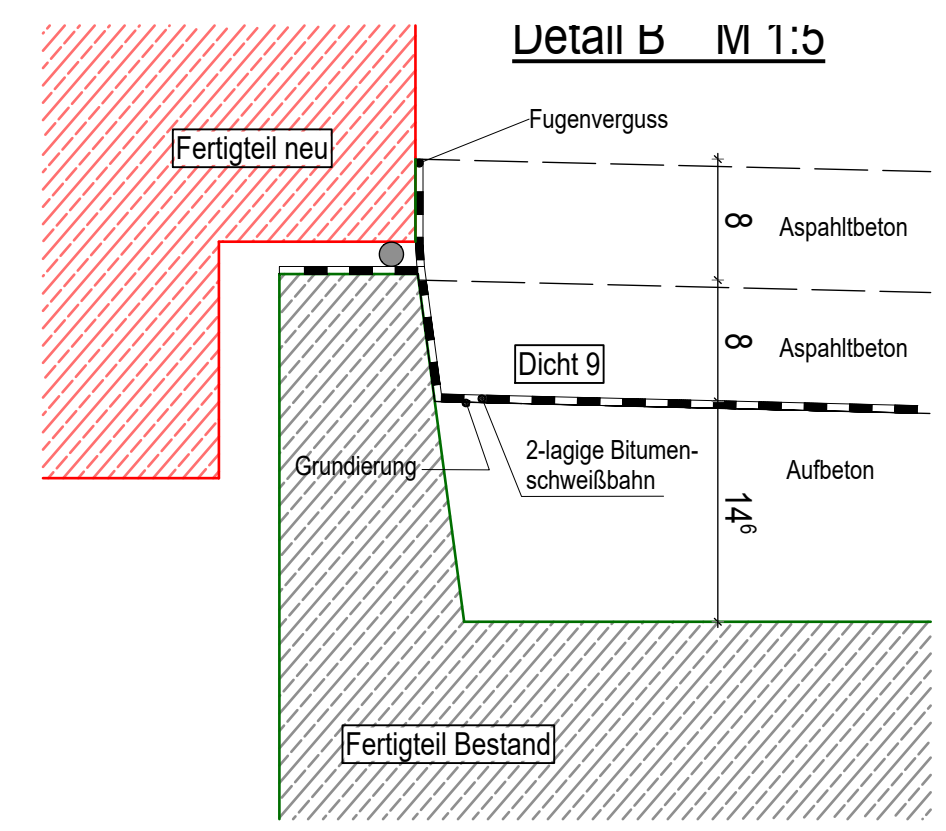 Detail B M 1:5
Fugenverguss
Fertigteil neu
8
Aspahltbeton
8
Aspahltbeton
Dicht 9
Grundierung
2-lagige Bitumen-
schweißbahn
Aufbeton
14⁶
Fertigteil Bestand